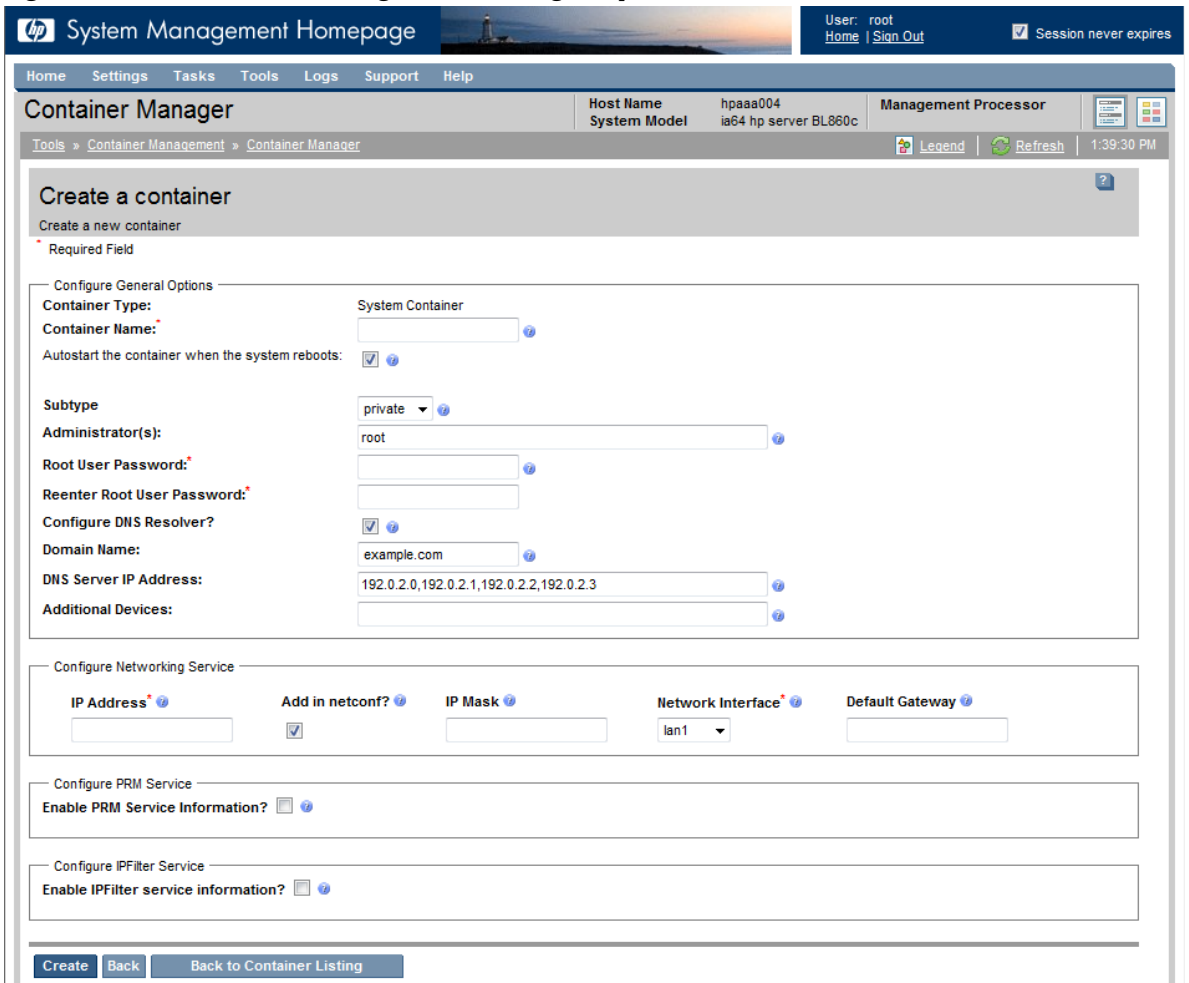 hp System Management Homepage
User: root
Home | Sign Out
Session never expires
Home Settings Tasks Tools Logs Support Help
Container Manager
Host Name hpaaa004
System Model ia64 hp server BL860c
Management Processor
Tools » Container Management » Container Manager
Legend | Refresh | 1:39:30 PM
Create a container
?
Create a new container
* Required Field
Configure General Options
Container Type: System Container
Container Name:* ?
Autostart the container when the system reboots: ?
Subtype private ?
Administrator(s): root ?
Root User Password:* ?
Reenter Root User Password:*
Configure DNS Resolver? ?
Domain Name: example.com ?
DNS Server IP Address: 192.0.2.0,192.0.2.1,192.0.2.2,192.0.2.3 ?
Additional Devices: ?
Configure Networking Service
IP Address* ? Add in netconf? ? IP Mask ? Network Interface* ? Default Gateway ?
lan1
Configure PRM Service
Enable PRM Service Information? ?
Configure IPFilter Service
Enable IPFilter service information? ?
Create Back Back to Container Listing